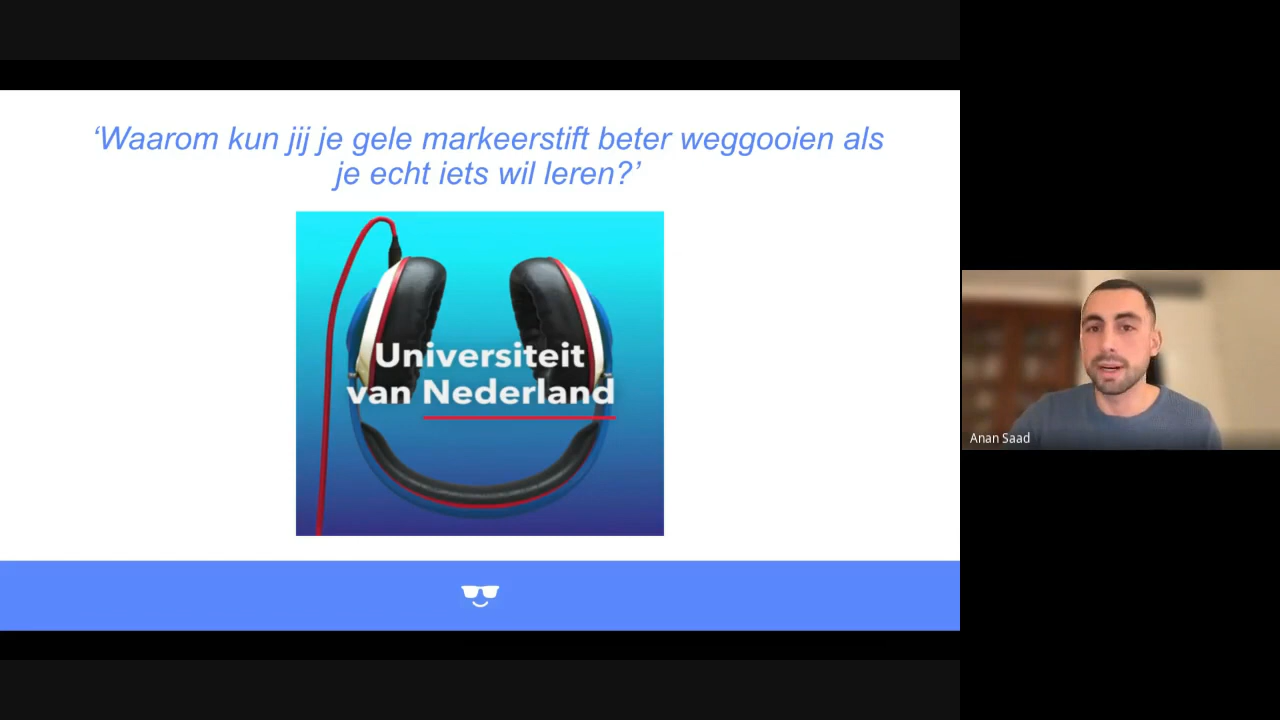 ‘Waarom kun jij je gele markeerstift beter weggooien als
je echt iets wil leren?’
Universiteit
van Nederland
Anan Saad